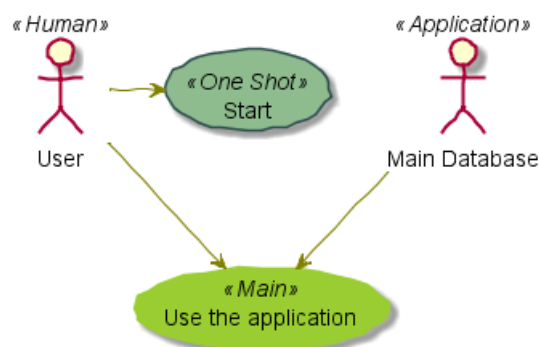 «Human»
User
«One Shot»
Start
«Application»
Main Database
«Main»
Use the application